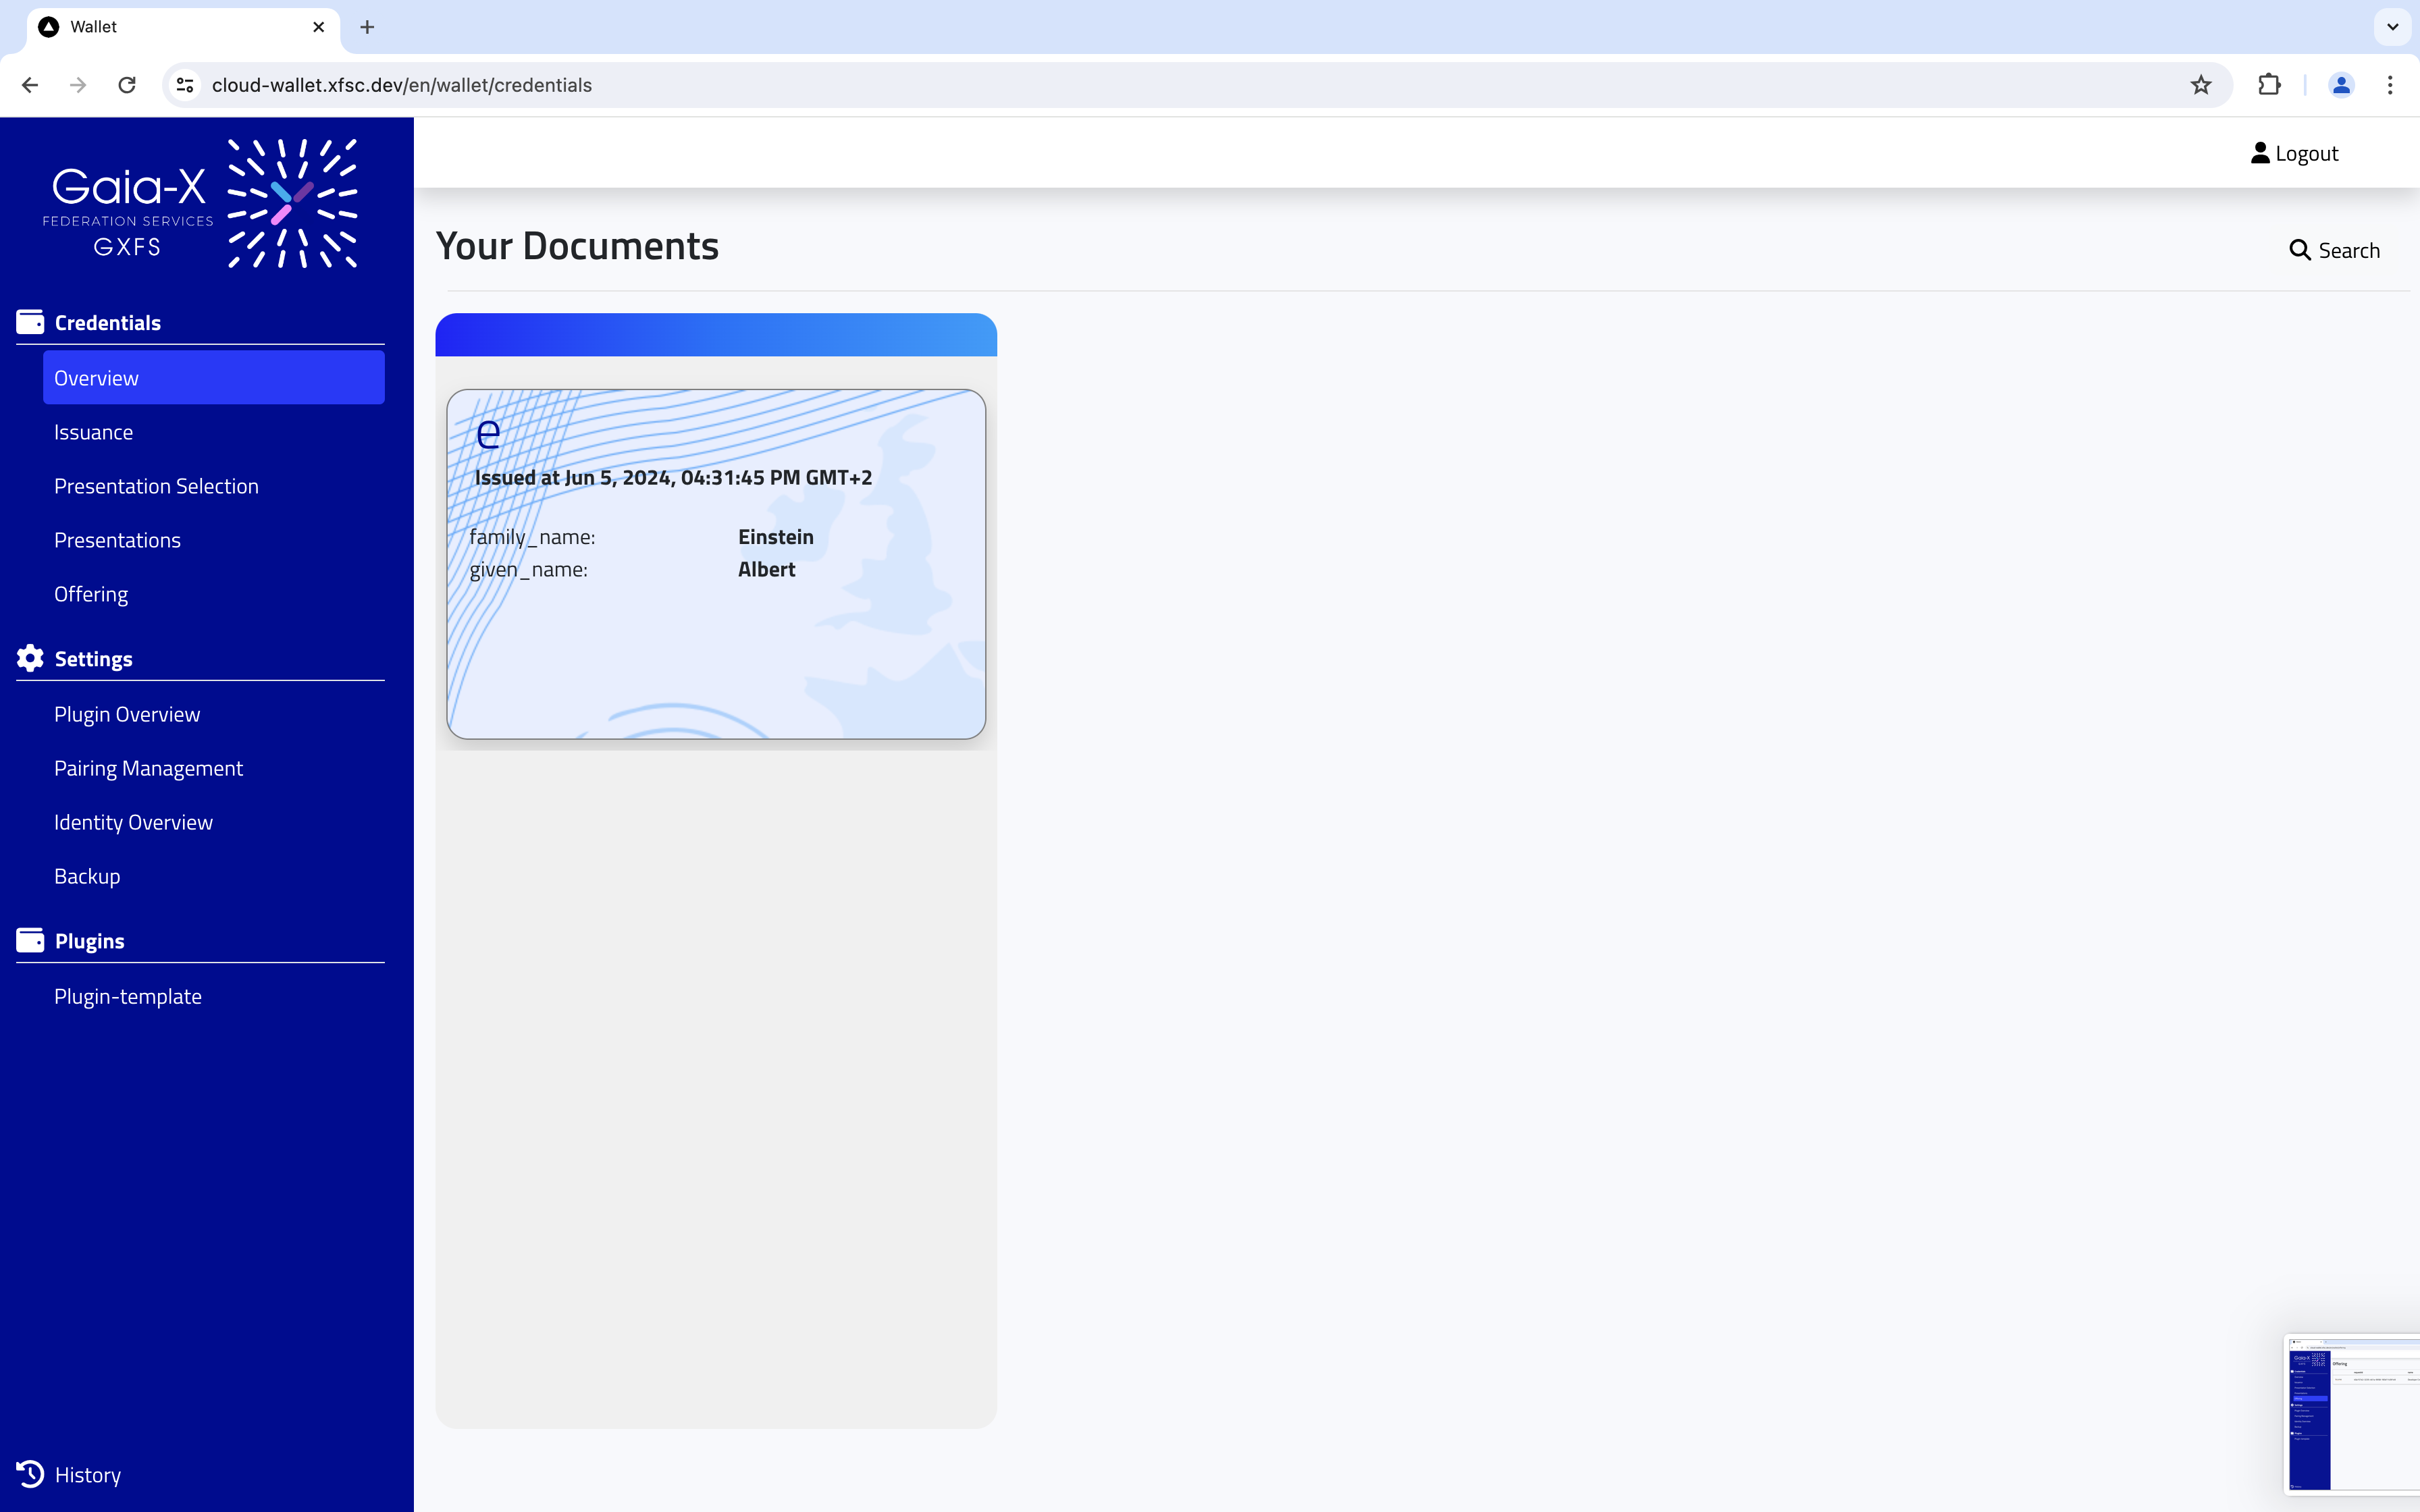 Wallet
cloud-wallet.xfsc.dev/en/wallet/credentials
Gaia-X
FEDERATION SERVICES
GXFS
Logout
Your Documents
Search
Credentials
Overview
Issuance
Presentation Selection
Presentations
Offering
Settings
Plugin Overview
Pairing Management
Identity Overview
Backup
Plugins
Plugin-template
History
e
Issued at Jun 5, 2024, 04:31:45 PM GMT+2
family_name: Einstein
given_name: Albert